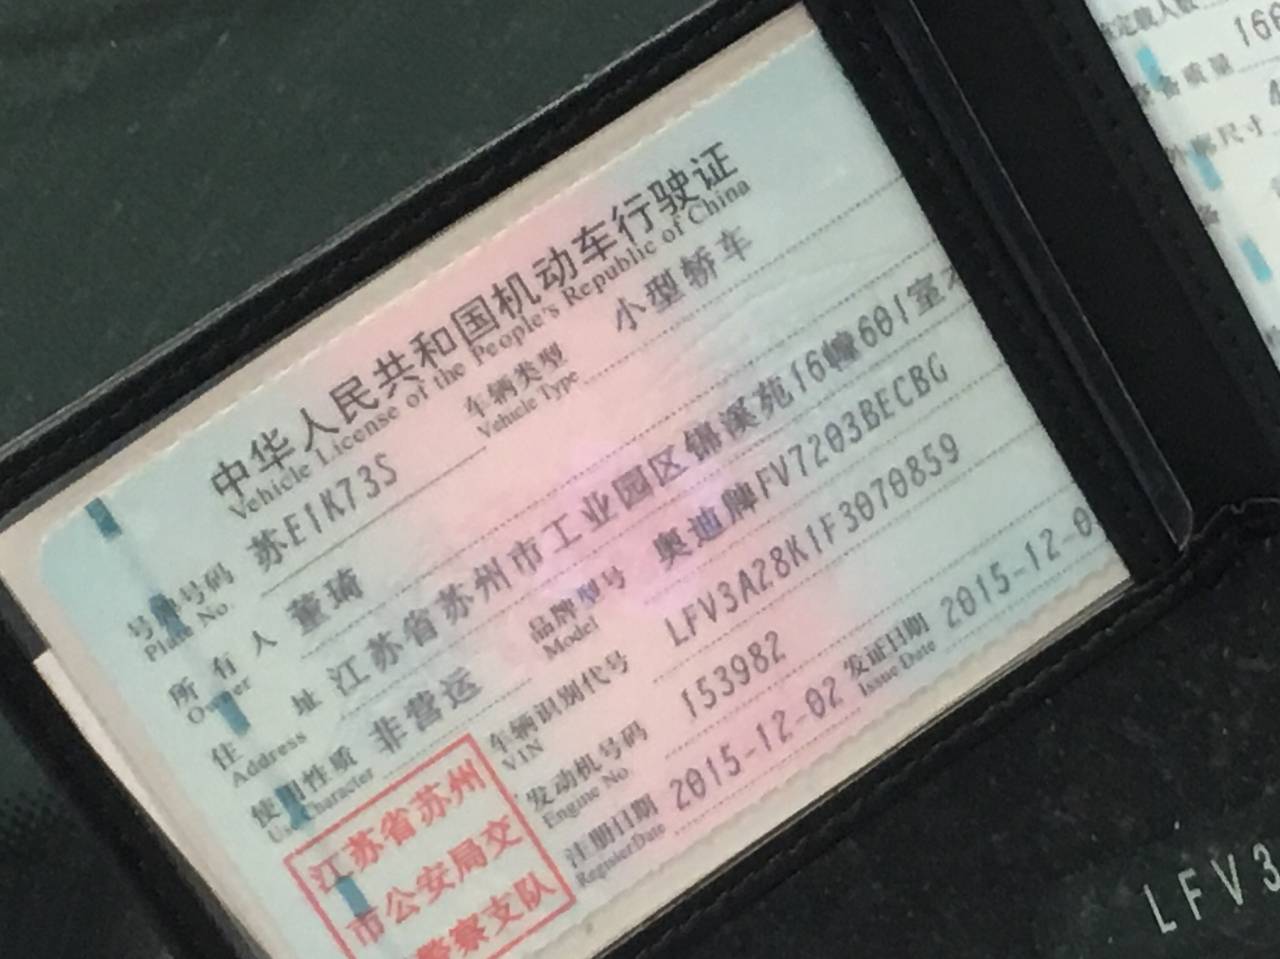 中华人民共和国机动车行驶证
Vehicle License of the People's Republic of China
号牌号码 苏E1K73S 车辆类型 小型轿车
Plate No. Vehicle Type
所有人 董琦
Owner
住址 江苏省苏州市工业园区锦溪苑16幢601室
Address
使用性质 非营运 品牌型号 奥迪牌FV7203BECBG
Use Character Model
车辆识别代号 LFV3A28K1F3070859
VIN
发动机号码 153982
Engine No.
注册日期 2015-12-02 发证日期 2015-12-0
Register Date Issue Date
江苏省苏州
市公安局交
警察支队
质量
尺寸
LFV3